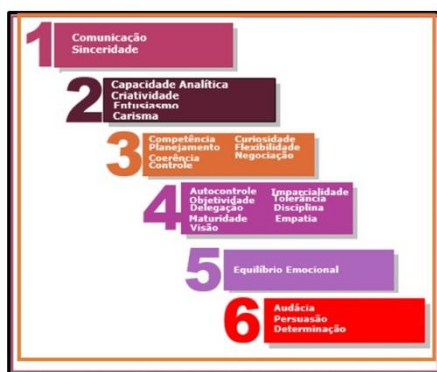 1
Comunicação
Sinceridade
2
Capacidade Analítica
Criatividade
Entusiasmo
Carisma
3
Competência Curiosidade
Planejamento Flexibilidade
Coerência Negociação
Controle
4
Autocontrole Imparcialidade
Objetividade Tolerância
Delegação Disciplina
Maturidade Empatia
Visão
5
Equilíbrio Emocional
6
Audácia
Persuasão
Determinação